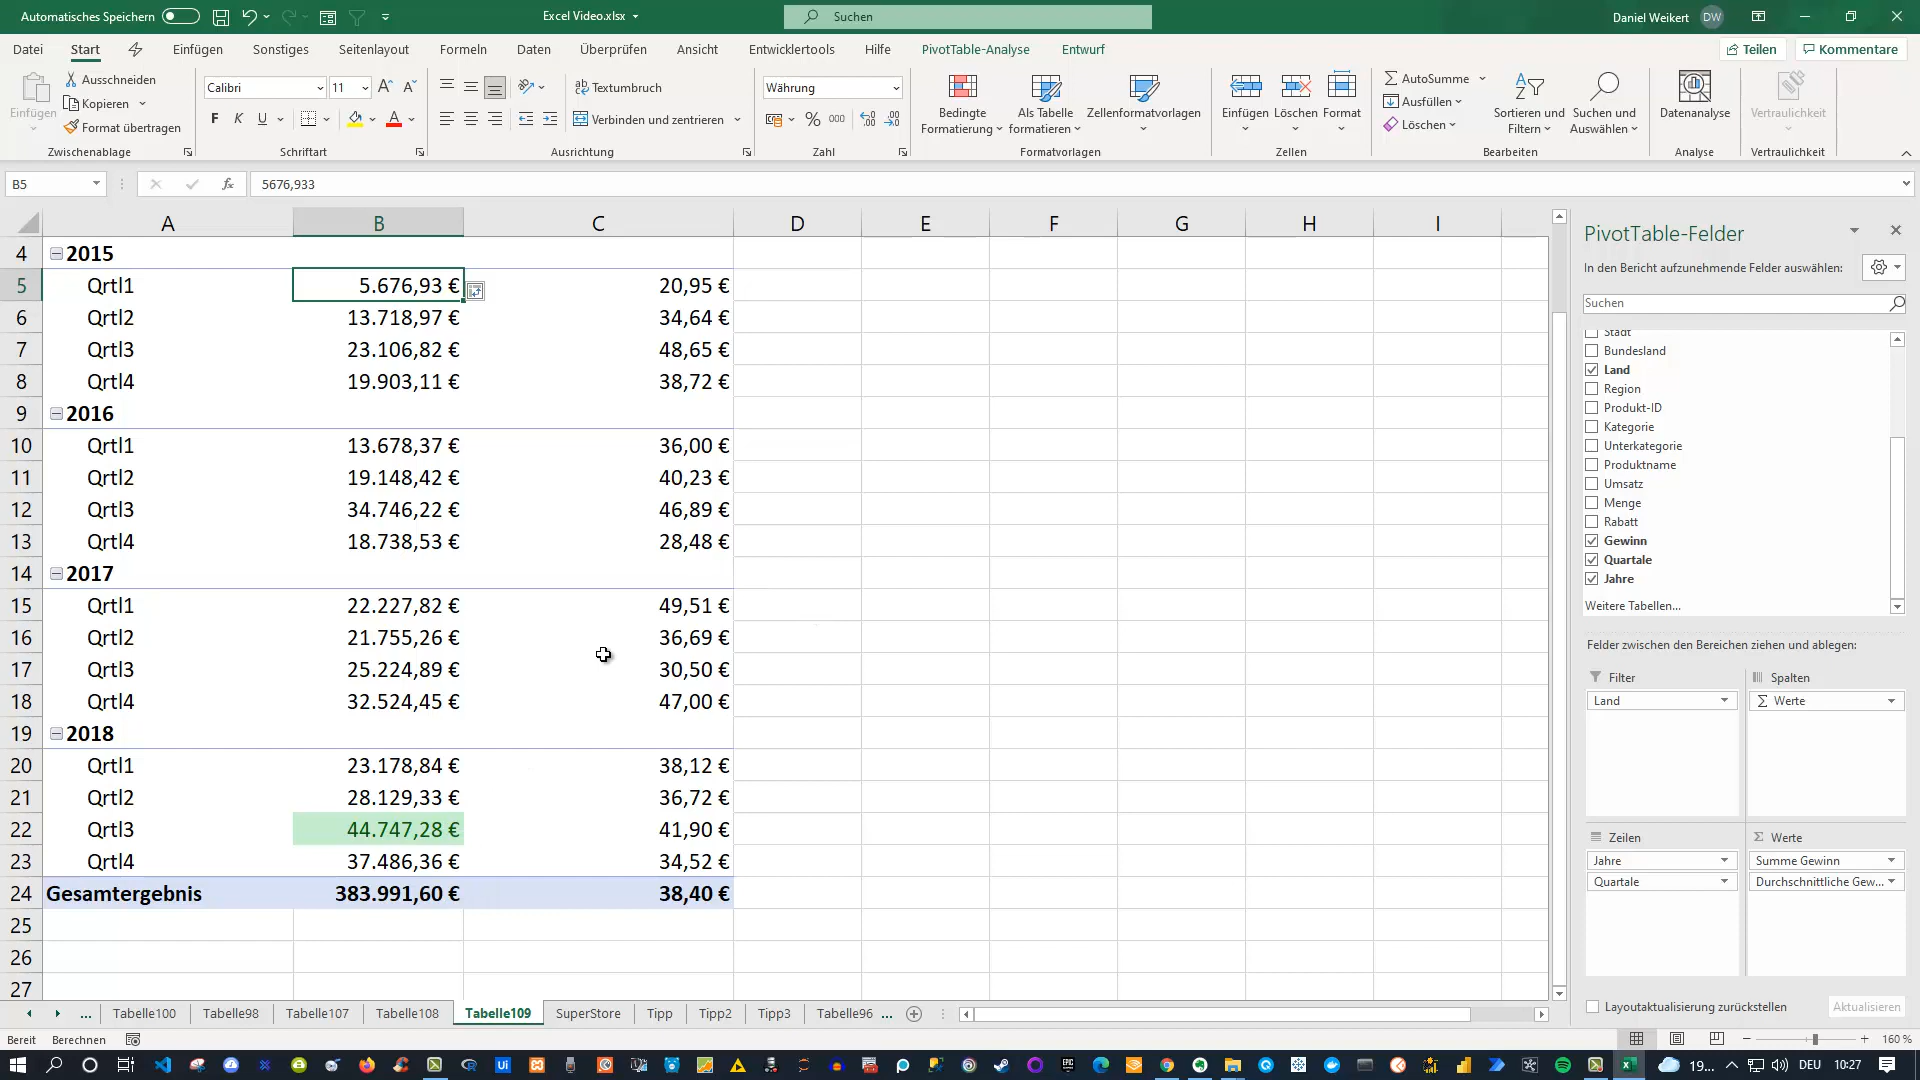 Automatisches Speichern
Excel Video.xlsx
Suchen
Daniel Weikert
DW
Datei
Start
Einfügen
Sonstiges
Seitenlayout
Formeln
Daten
Überprüfen
Ansicht
Entwicklertools
Hilfe
PivotTable-Analyse
Entwurf
Teilen
Kommentare
Einfügen
Ausschneiden
Kopieren
Format übertragen
Zwischenablage
Calibri
11
F K U
Schriftart
Textumbruch
Verbinden und zentrieren
Ausrichtung
Währung
% 000
Zahl
Bedingte Formatierung
Als Tabelle formatieren
Zellenformatvorlagen
Formatvorlagen
Einfügen
Löschen
Format
Zellen
AutoSumme
Ausfüllen
Löschen
Sortieren und Filtern
Suchen und Auswählen
Bearbeiten
Datenanalyse
Analyse
Vertraulichkeit
Vertraulichkeit
B5
fx
5676,933
A B C D E F G H I
4 2015
5 Qrtl1 5.676,93 € 20,95 €
6 Qrtl2 13.718,97 € 34,64 €
7 Qrtl3 23.106,82 € 48,65 €
8 Qrtl4 19.903,11 € 38,72 €
9 2016
10 Qrtl1 13.678,37 € 36,00 €
11 Qrtl2 19.148,42 € 40,23 €
12 Qrtl3 34.746,22 € 46,89 €
13 Qrtl4 18.738,53 € 28,48 €
14 2017
15 Qrtl1 22.227,82 € 49,51 €
16 Qrtl2 21.755,26 € 36,69 €
17 Qrtl3 25.224,89 € 30,50 €
18 Qrtl4 32.524,45 € 47,00 €
19 2018
20 Qrtl1 23.178,84 € 38,12 €
21 Qrtl2 28.129,33 € 36,72 €
22 Qrtl3 44.747,28 € 41,90 €
23 Qrtl4 37.486,36 € 34,52 €
24 Gesamtergebnis 383.991,60 € 38,40 €
25
26
27
PivotTable-Felder
In den Bericht aufzunehmende Felder auswählen:
Suchen
Stadt
Bundesland
Land
Region
Produkt-ID
Kategorie
Unterkategorie
Produktname
Umsatz
Menge
Rabatt
Gewinn
Quartale
Jahre
Weitere Tabellen...
Felder zwischen den Bereichen ziehen und ablegen:
Filter
Land
Spalten
Σ Werte
Zeilen
Jahre
Quartale
Σ Werte
Summe Gewinn
Durchschnittliche Gew...
Layoutaktualisierung zurückstellen
Aktualisieren
... Tabelle100 Tabelle98 Tabelle107 Tabelle108 Tabelle109 SuperStore Tipp Tipp2 Tipp3 Tabelle96 ...
Bereit
Berechnen
160 %
19...
DEU
10:27